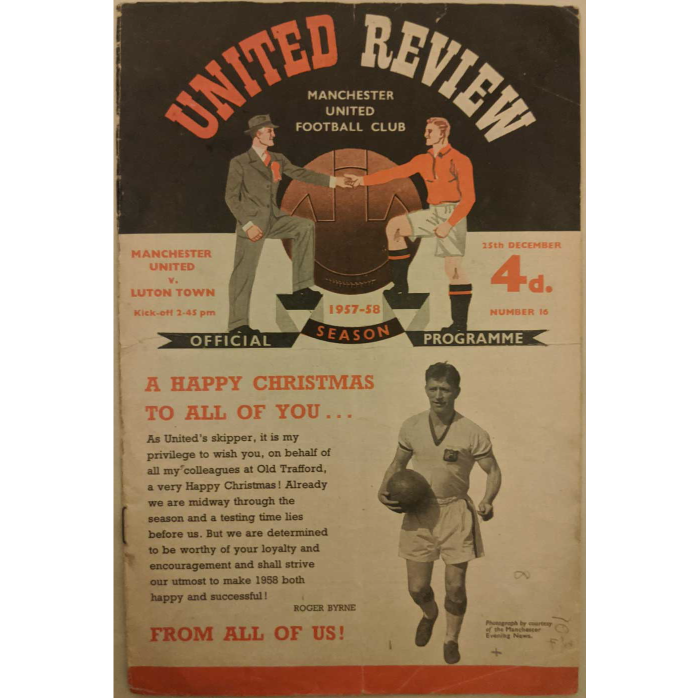 UNITED REVIEW
MANCHESTER
UNITED
FOOTBALL CLUB
MANCHESTER
UNITED
v.
LUTON TOWN
Kick-off 2-45 pm
25th DECEMBER
4d.
NUMBER 16
1957-58
OFFICIAL SEASON PROGRAMME
A HAPPY CHRISTMAS
TO ALL OF YOU...
As United's skipper, it is my
privilege to wish you, on behalf of
all my colleagues at Old Trafford,
a very Happy Christmas! Already
we are midway through the
season and a testing time lies
before us. But we are determined
to be worthy of your loyalty and
encouragement and shall strive
our utmost to make 1958 both
happy and successful!
ROGER BYRNE
FROM ALL OF US!
Photograph by courtesy
of the Manchester
Evening News.